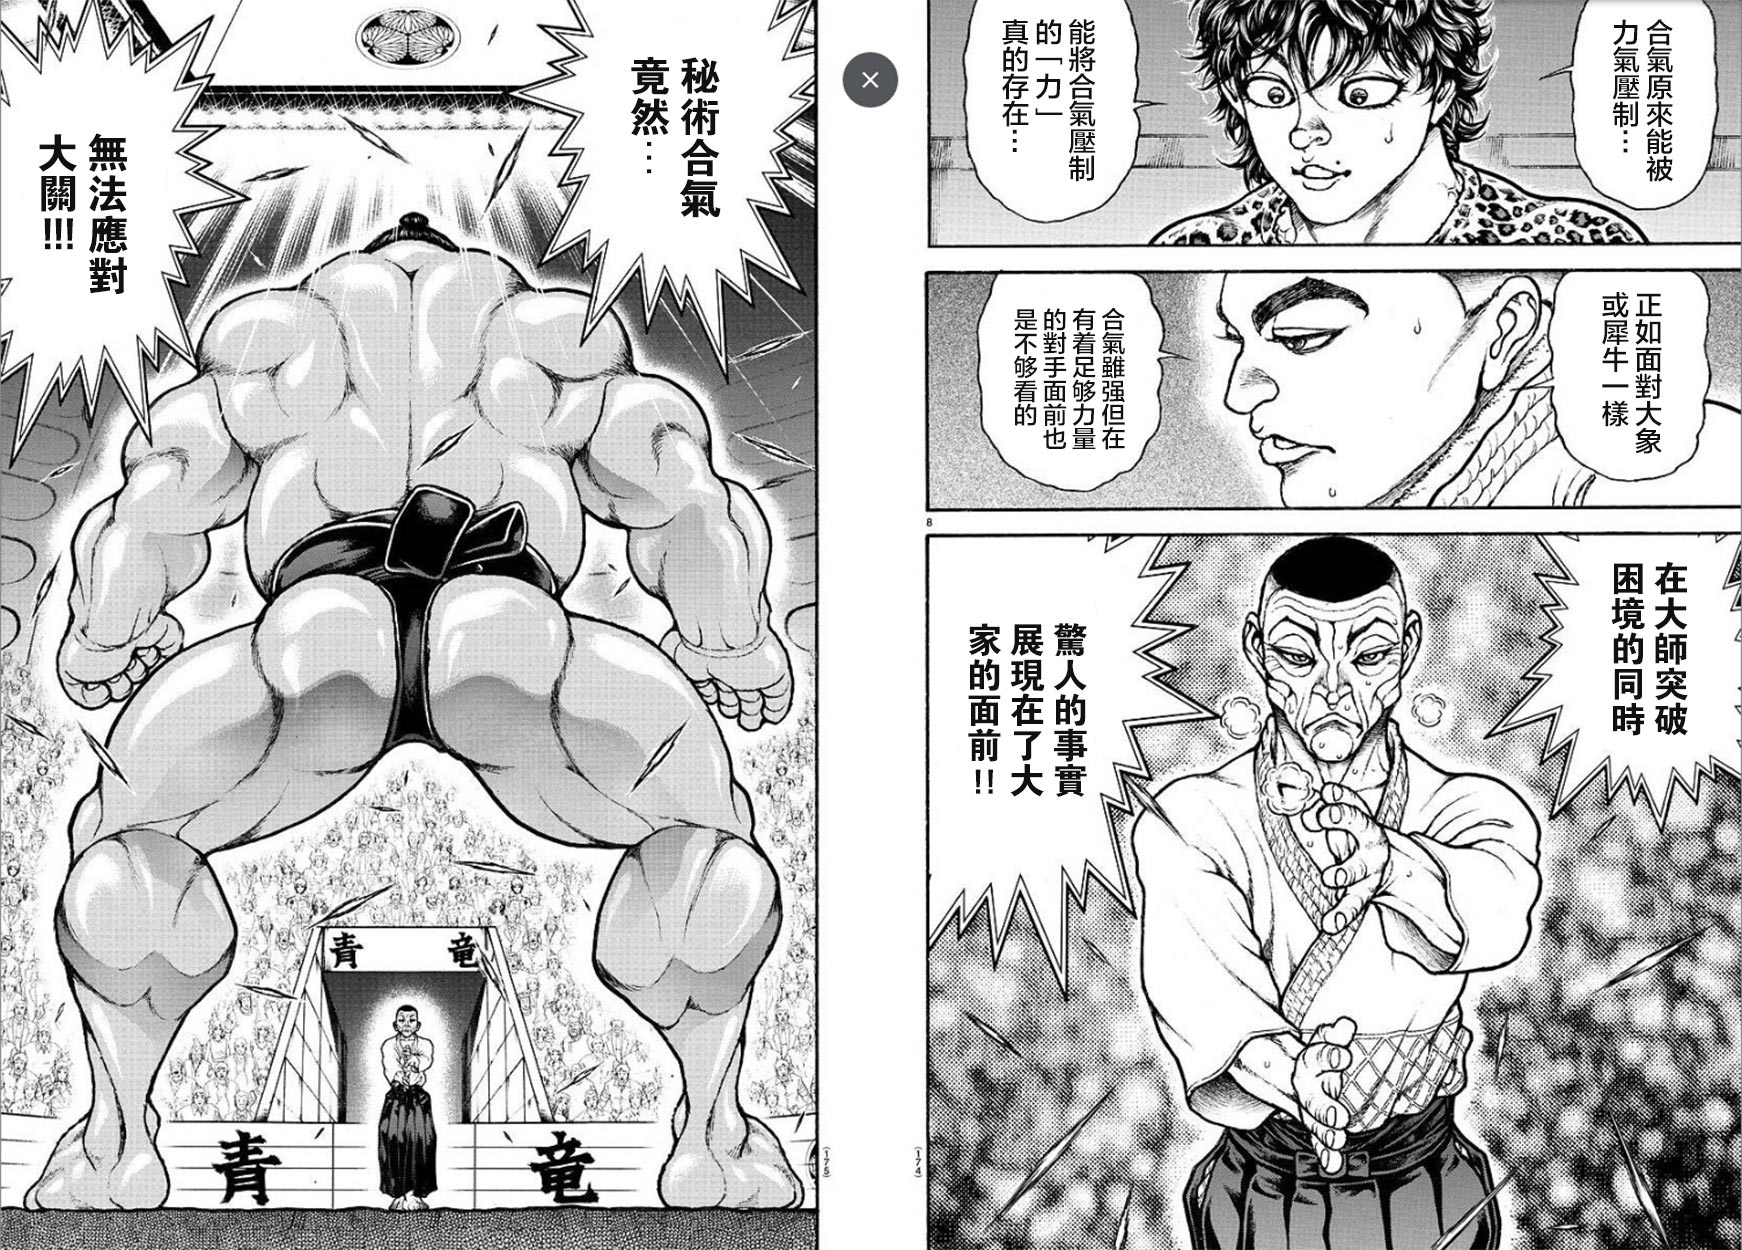 合氣原來能被
力氣壓制…
能將合氣壓制
的「力」
真的存在…
正如面對大象
或犀牛一樣
合氣雖强但在
有着足够力量
的對手面前也
是不够看的
8
在大師突破
困境的同時
驚人的事實
展現在了大
家的面前!!
(174)
秘術合氣
竟然…
無法應對
大關!!!
青 竜
青 竜
(175)